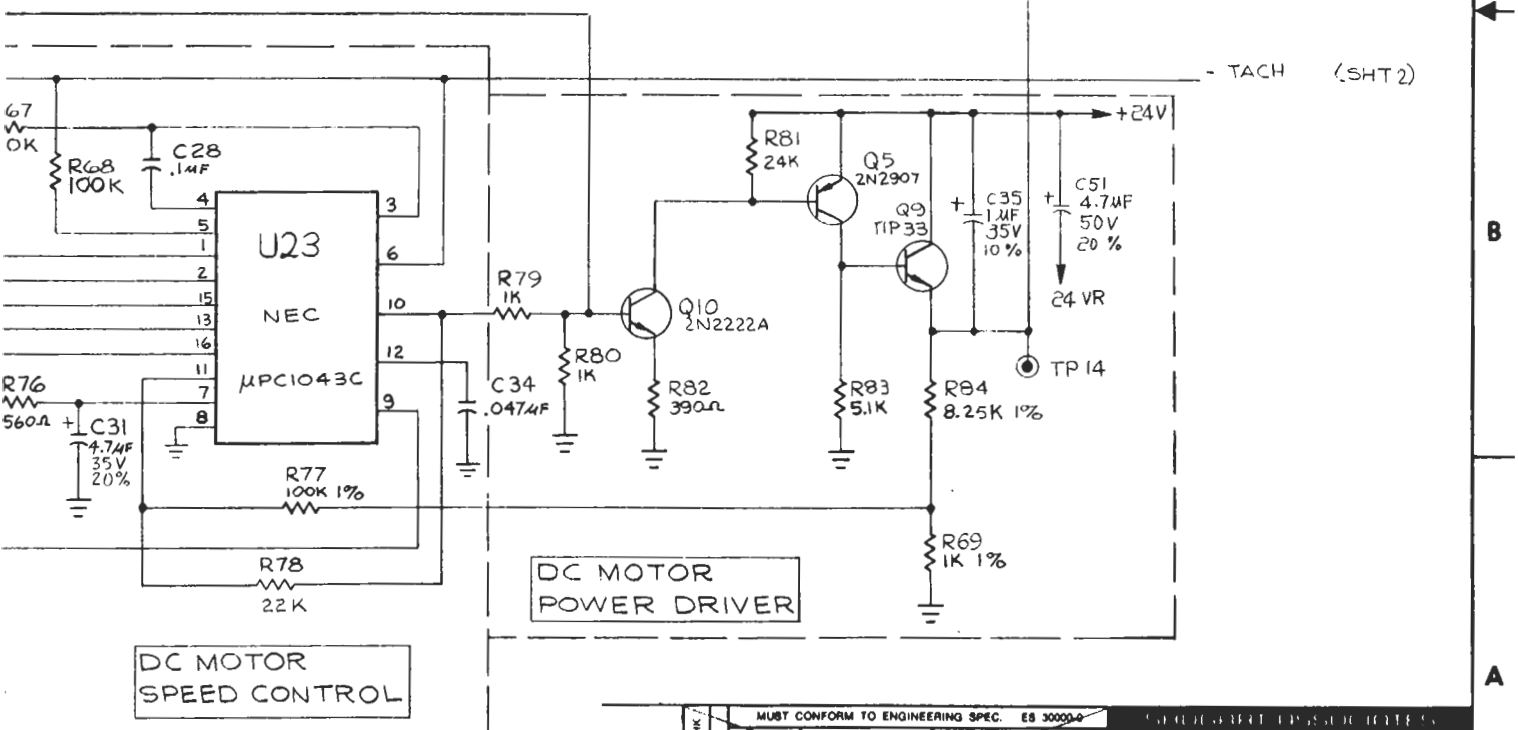 - TACH (SHT 2)
67
0K
R68
100K
C28
.1µF
4
5
1
2
15
13
16
11
7
8
3
6
10
12
9
U23
NEC
µPC1043C
R76
560Ω
+
C31
4.7µF
35V
20%
R77
100K 1%
R78
22K
DC MOTOR
SPEED CONTROL
R79
1K
R80
1K
C34
.047µF
Q10
2N2222A
R82
390Ω
R81
24K
Q5
2N2907
Q9
TIP33
+24V
+
C35
1µF
35V
10%
+
C51
4.7µF
50V
20 %
24 VR
TP 14
R83
5.1K
R84
8.25K 1%
R69
1K 1%
DC MOTOR
POWER DRIVER
B
A
MUST CONFORM TO ENGINEERING SPEC. ES 30000-0